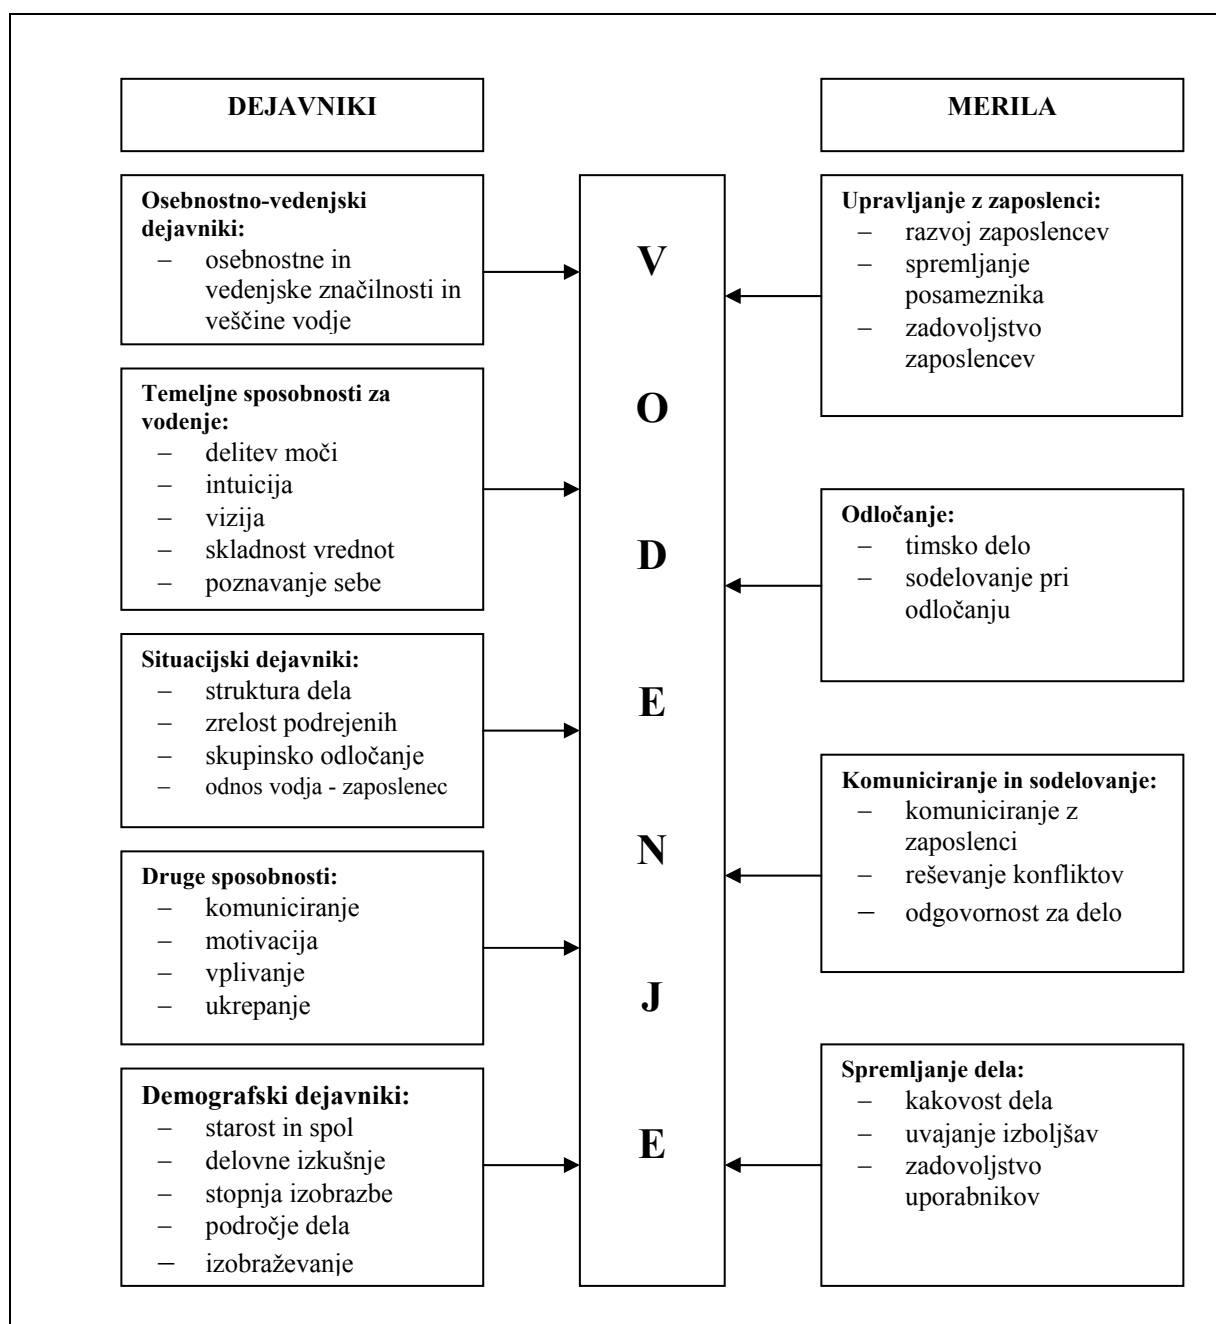 DEJAVNIKI
Osebnostno-vedenjski
dejavniki:
– osebnostne in
vedenjske značilnosti in
veščine vodje
Temeljne sposobnosti za
vodenje:
– delitev moči
– intuicija
– vizija
– skladnost vrednot
– poznavanje sebe
Situacijski dejavniki:
– struktura dela
– zrelost podrejenih
– skupinsko odločanje
– odnos vodja - zaposlenec
Druge sposobnosti:
– komuniciranje
– motivacija
– vplivanje
– ukrepanje
Demografski dejavniki:
– starost in spol
– delovne izkušnje
– stopnja izobrazbe
– področje dela
– izobraževanje
V
O
D
E
N
J
E
MERILA
Upravljanje z zaposlenci:
– razvoj zaposlencev
– spremljanje
posameznika
– zadovoljstvo
zaposlencev
Odločanje:
– timsko delo
– sodelovanje pri
odločanju
Komuniciranje in sodelovanje:
– komuniciranje z
zaposlenci
– reševanje konfliktov
– odgovornost za delo
Spremljanje dela:
– kakovost dela
– uvajanje izboljšav
– zadovoljstvo
uporabnikov